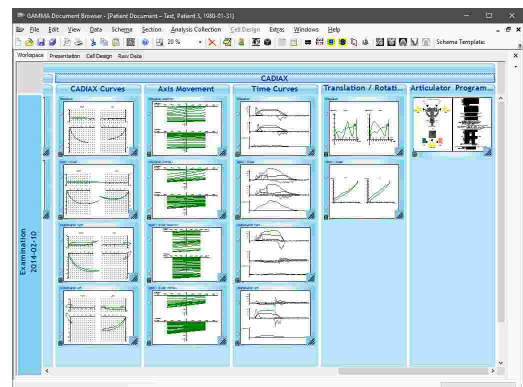 GAMMA Document Browser - [Patient Document - Test, Patient 3, 1980-01-31]
File Edit View Data Schema Section Analysis Collection Cell Design Extras Windows Help
20 % Schema Template:
Workspace Presentation Cell Design Raw Data
CADIAX
CADIAX Curves Axis Movement Time Curves Translation / Rotati... Articulator Program...
Examination
2014-02-10